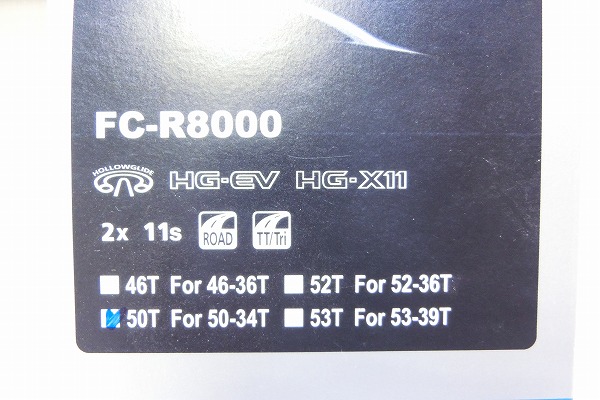 FC-R8000
HOLLOWGLIDE HG-EV HG-X11
2x 11s ROAD TT/Tri
46T For 46-36T 52T For 52-36T
50T For 50-34T 53T For 53-39T